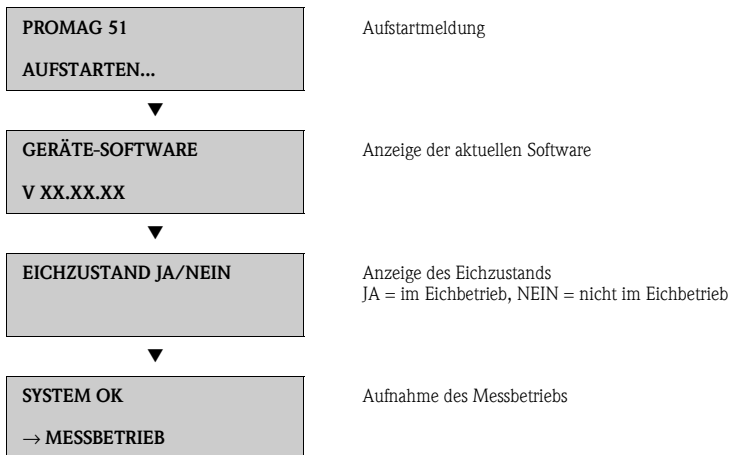 PROMAG 51
Aufstartmeldung
AUFSTARTEN...
▼
GERÄTE-SOFTWARE
Anzeige der aktuellen Software
V XX.XX.XX
▼
EICHZUSTAND JA/NEIN
Anzeige des Eichzustands
JA = im Eichbetrieb, NEIN = nicht im Eichbetrieb
▼
SYSTEM OK
Aufnahme des Messbetriebs
→ MESSBETRIEB